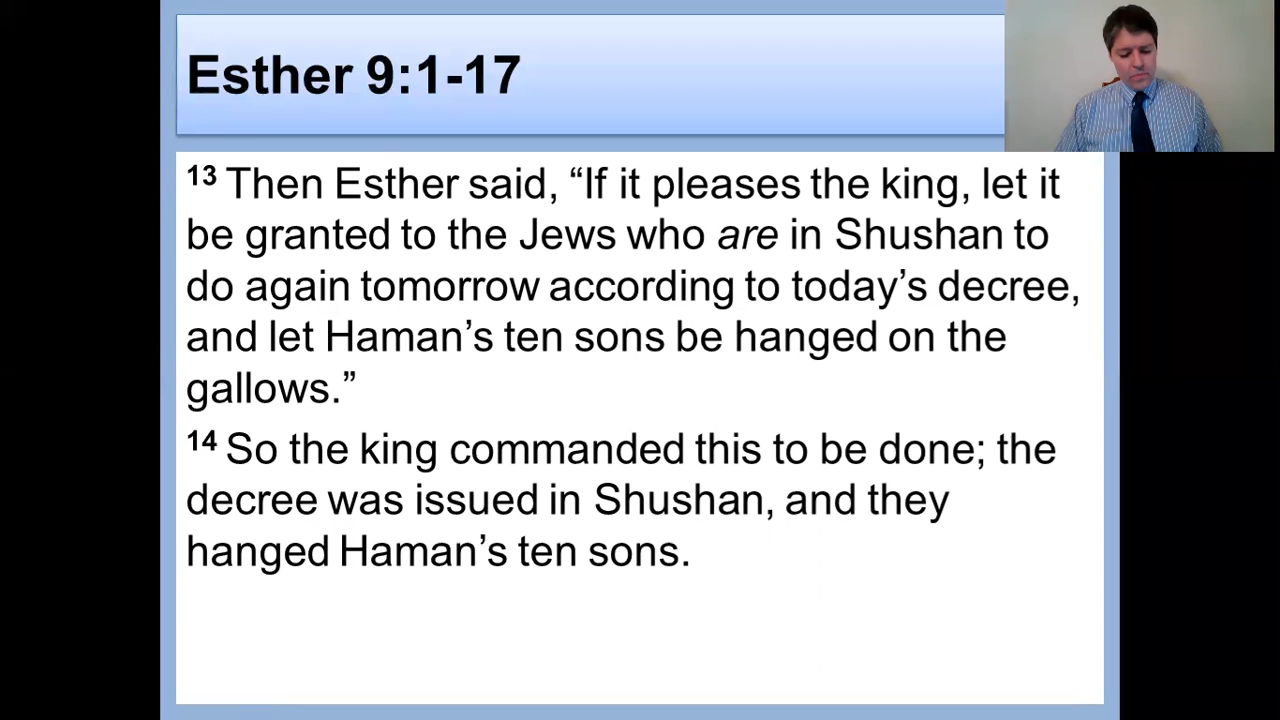 Esther 9:1-17
13 Then Esther said, “If it pleases the king, let it
be granted to the Jews who are in Shushan to
do again tomorrow according to today’s decree,
and let Haman’s ten sons be hanged on the
gallows.”
14 So the king commanded this to be done; the
decree was issued in Shushan, and they
hanged Haman’s ten sons.